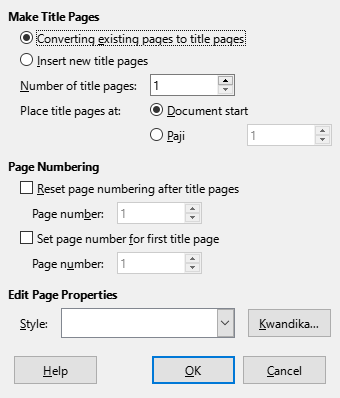 Make Title Pages
Converting existing pages to title pages
Insert new title pages
Number of title pages: 1
Place title pages at: Document start
Paji 1
Page Numbering
Reset page numbering after title pages
Page number: 1
Set page number for first title page
Page number: 1
Edit Page Properties
Style: Kwandika...
Help OK Cancel